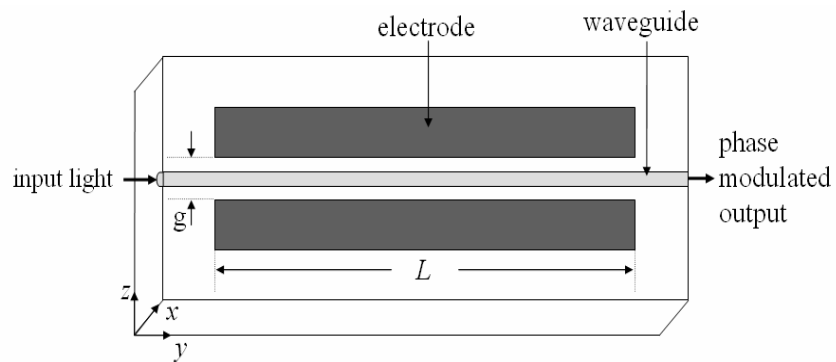 electrode
waveguide
input light
g
phase
modulated
output
L
z
x
y